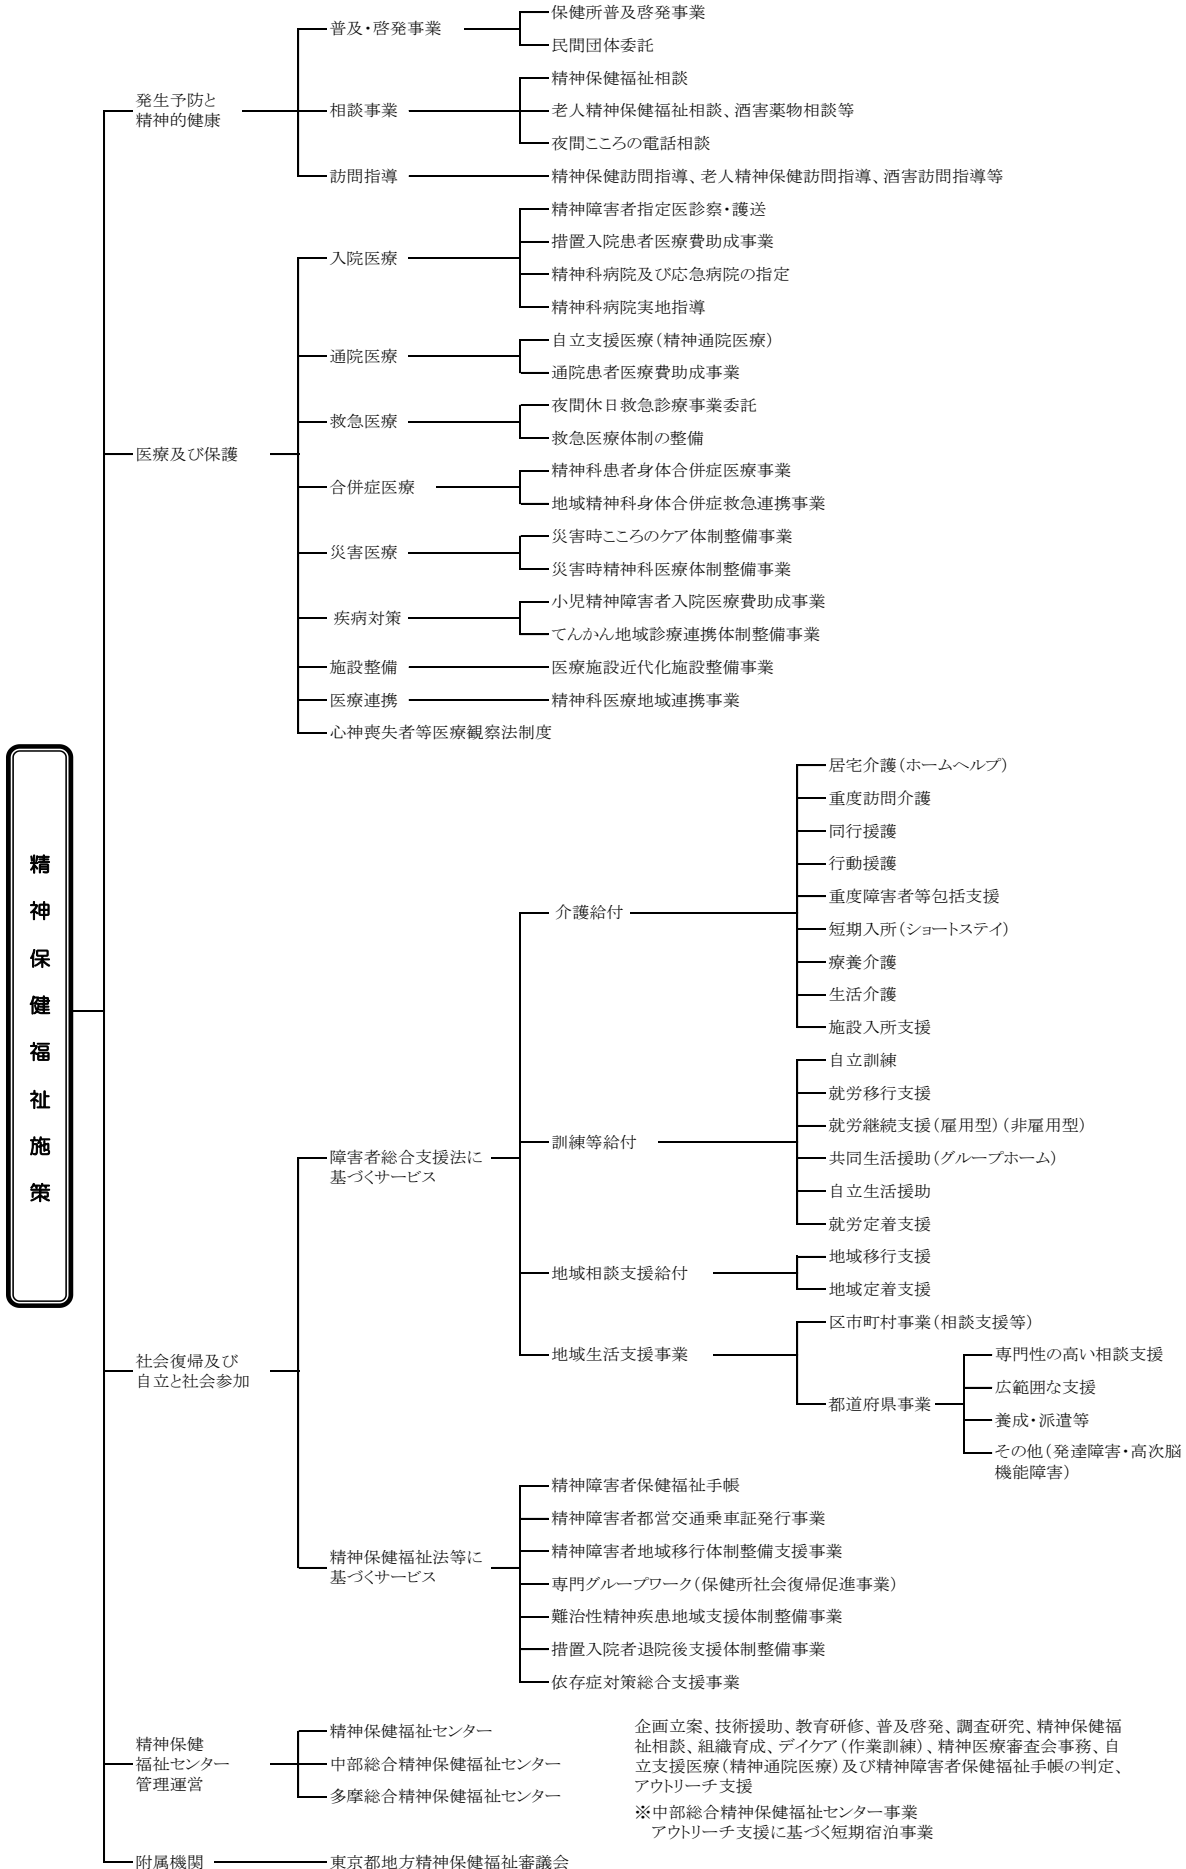 精神保健福祉施策
発生予防と
精神的健康
普及・啓発事業
保健所普及啓発事業
民間団体委託
相談事業
精神保健福祉相談
老人精神保健福祉相談、酒害薬物相談等
夜間こころの電話相談
訪問指導
精神保健訪問指導、老人精神保健訪問指導、酒害訪問指導等
医療及び保護
入院医療
精神障害者指定医診察・護送
措置入院患者医療費助成事業
精神科病院及び応急病院の指定
精神科病院実地指導
通院医療
自立支援医療(精神通院医療)
通院患者医療費助成事業
救急医療
夜間休日救急診療事業委託
救急医療体制の整備
合併症医療
精神科患者身体合併症医療事業
地域精神科身体合併症救急連携事業
災害医療
災害時こころのケア体制整備事業
災害時精神科医療体制整備事業
疾病対策
小児精神障害者入院医療費助成事業
てんかん地域診療連携体制整備事業
施設整備
医療施設近代化施設整備事業
医療連携
精神科医療地域連携事業
心神喪失者等医療観察法制度
社会復帰及び
自立と社会参加
障害者総合支援法に
基づくサービス
介護給付
居宅介護(ホームヘルプ)
重度訪問介護
同行援護
行動援護
重度障害者等包括支援
短期入所(ショートステイ)
療養介護
生活介護
施設入所支援
訓練等給付
自立訓練
就労移行支援
就労継続支援(雇用型)(非雇用型)
共同生活援助(グループホーム)
自立生活援助
就労定着支援
地域相談支援給付
地域移行支援
地域定着支援
地域生活支援事業
区市町村事業(相談支援等)
都道府県事業
専門性の高い相談支援
広範囲な支援
養成・派遣等
その他(発達障害・高次脳
機能障害)
精神保健福祉法等に
基づくサービス
精神障害者保健福祉手帳
精神障害者都営交通乗車証発行事業
精神障害者地域移行体制整備支援事業
専門グループワーク(保健所社会復帰促進事業)
難治性精神疾患地域支援体制整備事業
措置入院者退院後支援体制整備事業
依存症対策総合支援事業
精神保健
福祉センター
管理運営
精神保健福祉センター
中部総合精神保健福祉センター
多摩総合精神保健福祉センター
企画立案、技術援助、教育研修、普及啓発、調査研究、精神保健福
祉相談、組織育成、デイケア(作業訓練)、精神医療審査会事務、自
立支援医療(精神通院医療)及び精神障害者保健福祉手帳の判定、
アウトリーチ支援
※中部総合精神保健福祉センター事業
アウトリーチ支援に基づく短期宿泊事業
附属機関
東京都地方精神保健福祉審議会